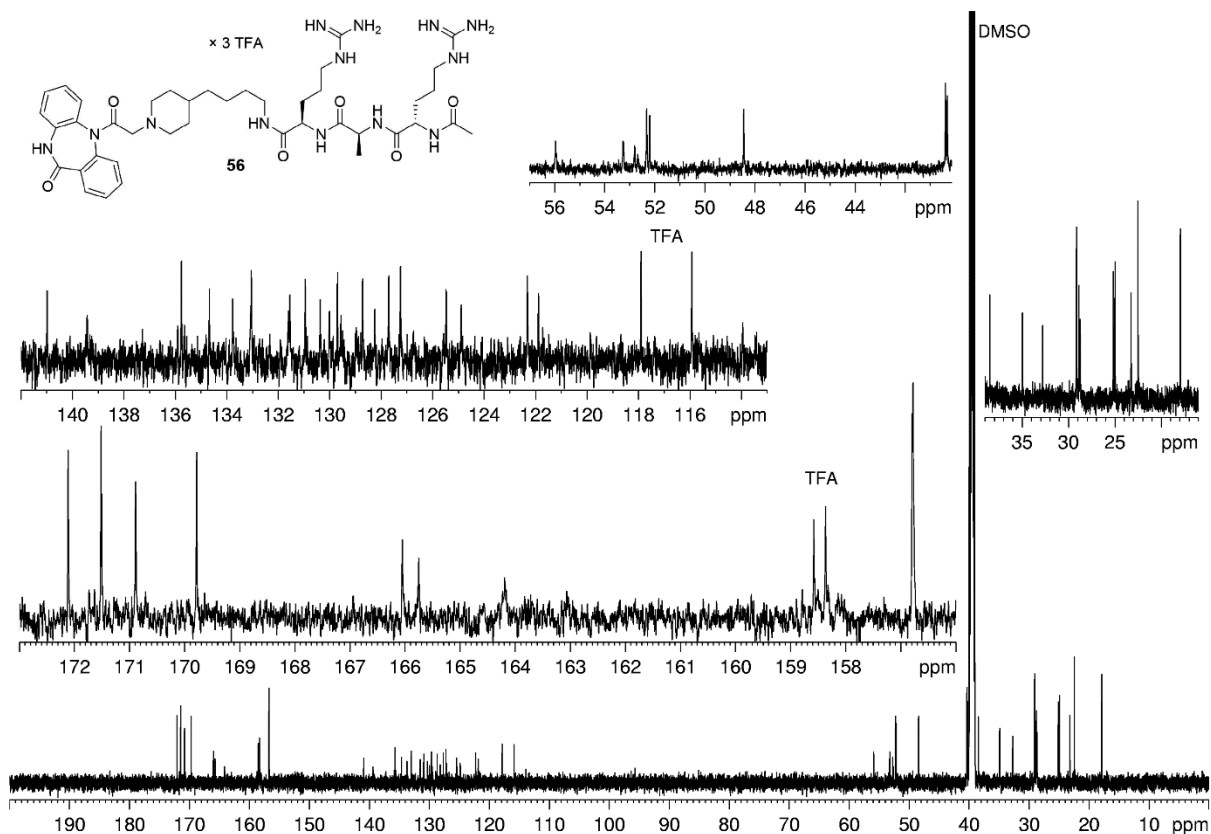 HN NH₂ HN NH₂
× 3 TFA
NH NH
O
N
N
N
H
O
H
N
O
N
H
O
H
N
O
N
H
O
HN
O
56
DMSO
56 54 52 50 48 46 44 ppm
TFA
140 138 136 134 132 130 128 126 124 122 120 118 116 ppm
35 30 25 ppm
TFA
172 171 170 169 168 167 166 165 164 163 162 161 160 159 158 ppm
190 180 170 160 150 140 130 120 110 100 90 80 70 60 50 40 30 20 10 ppm